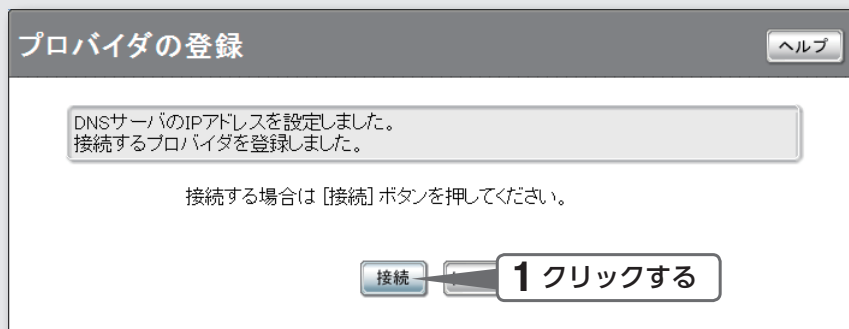 プロバイダの登録
ヘルプ
DNSサーバのIPアドレスを設定しました。
接続するプロバイダを登録しました。
接続する場合は [接続] ボタンを押してください。
接続
1 クリックする